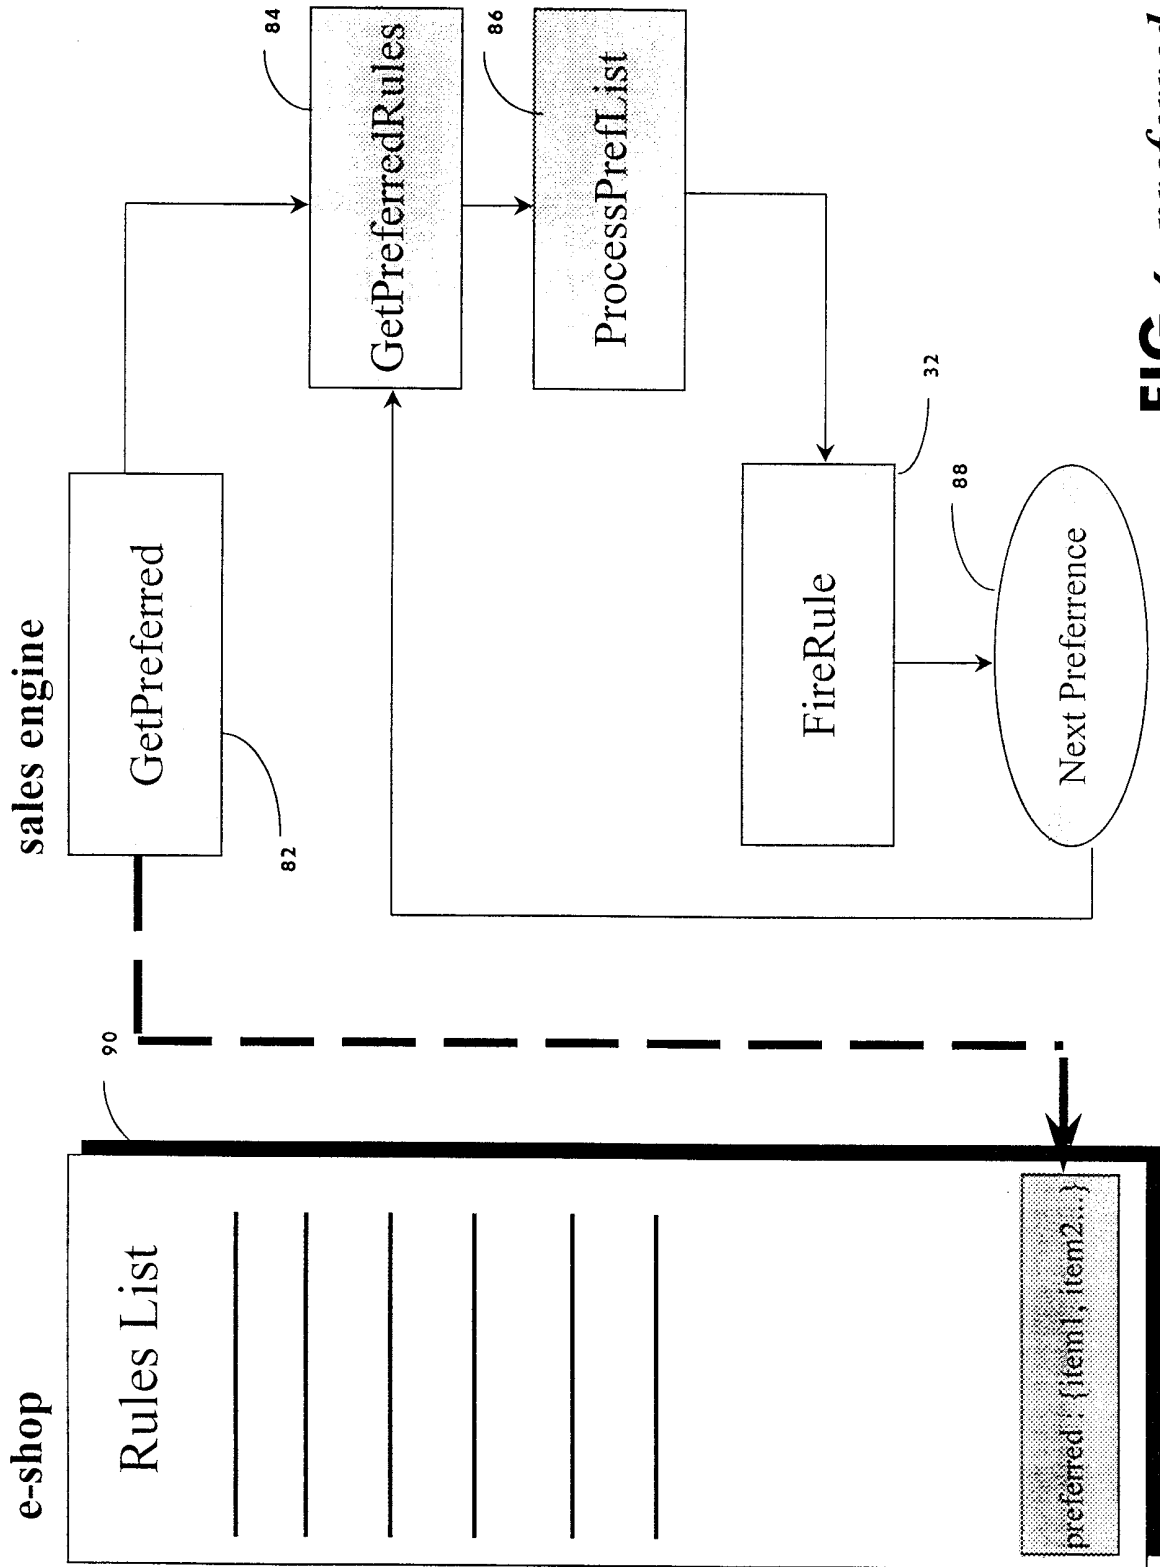 e-shop
sales engine
Rules List
90
preferred : {item1, item2...}
GetPreferred
82
GetPreferredRules
84
ProcessPrefList
86
FireRule
32
Next Preferrence
88
FIG
preferred